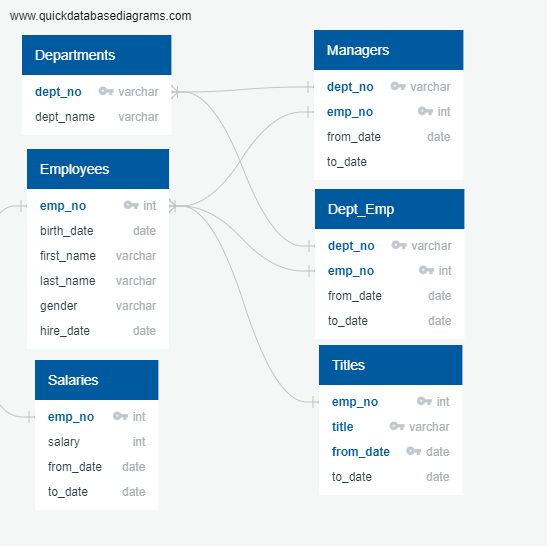 www.quickdatabasediagrams.com
Departments
dept_no varchar
dept_name varchar
Employees
emp_no int
birth_date date
first_name varchar
last_name varchar
gender varchar
hire_date date
Salaries
emp_no int
salary int
from_date date
to_date date
Managers
dept_no varchar
emp_no int
from_date date
to_date
Dept_Emp
dept_no varchar
emp_no int
from_date date
to_date date
Titles
emp_no int
title varchar
from_date date
to_date date